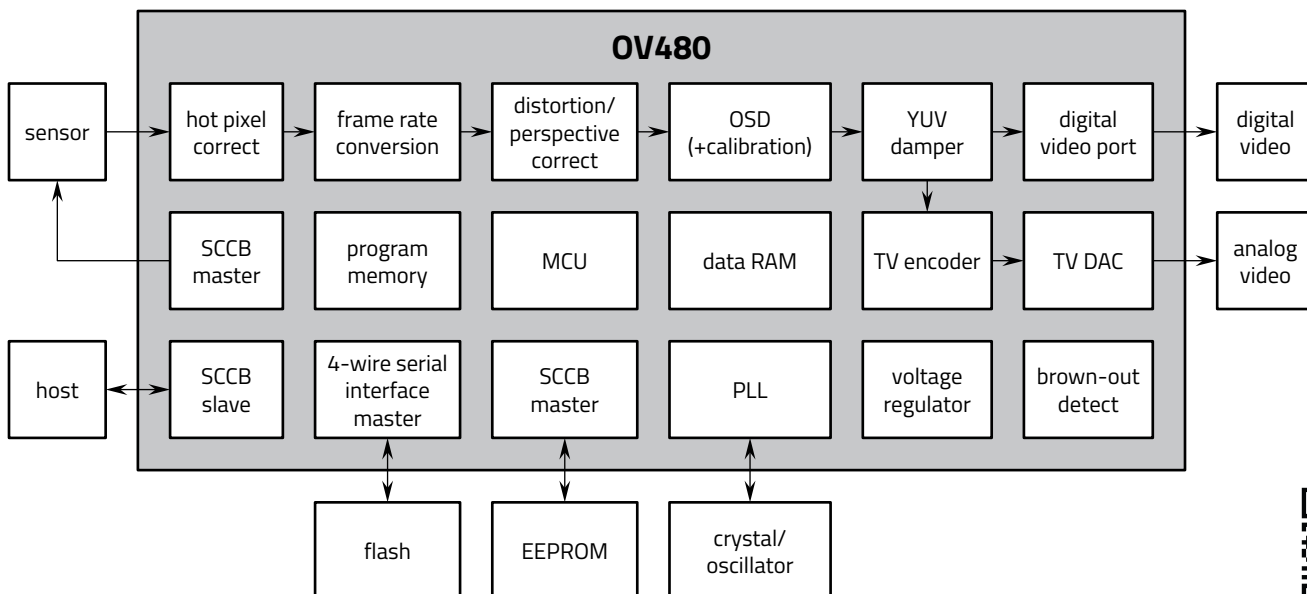 OV480
sensor
hot pixel
correct
frame rate
conversion
distortion/
perspective
correct
OSD
(+calibration)
YUV
damper
digital
video port
digital
video
SCCB
master
program
memory
MCU
data RAM
TV encoder
TV DAC
analog
video
host
SCCB
slave
4-wire serial
interface
master
SCCB
master
PLL
voltage
regulator
brown-out
detect
flash
EEPROM
crystal/
oscillator